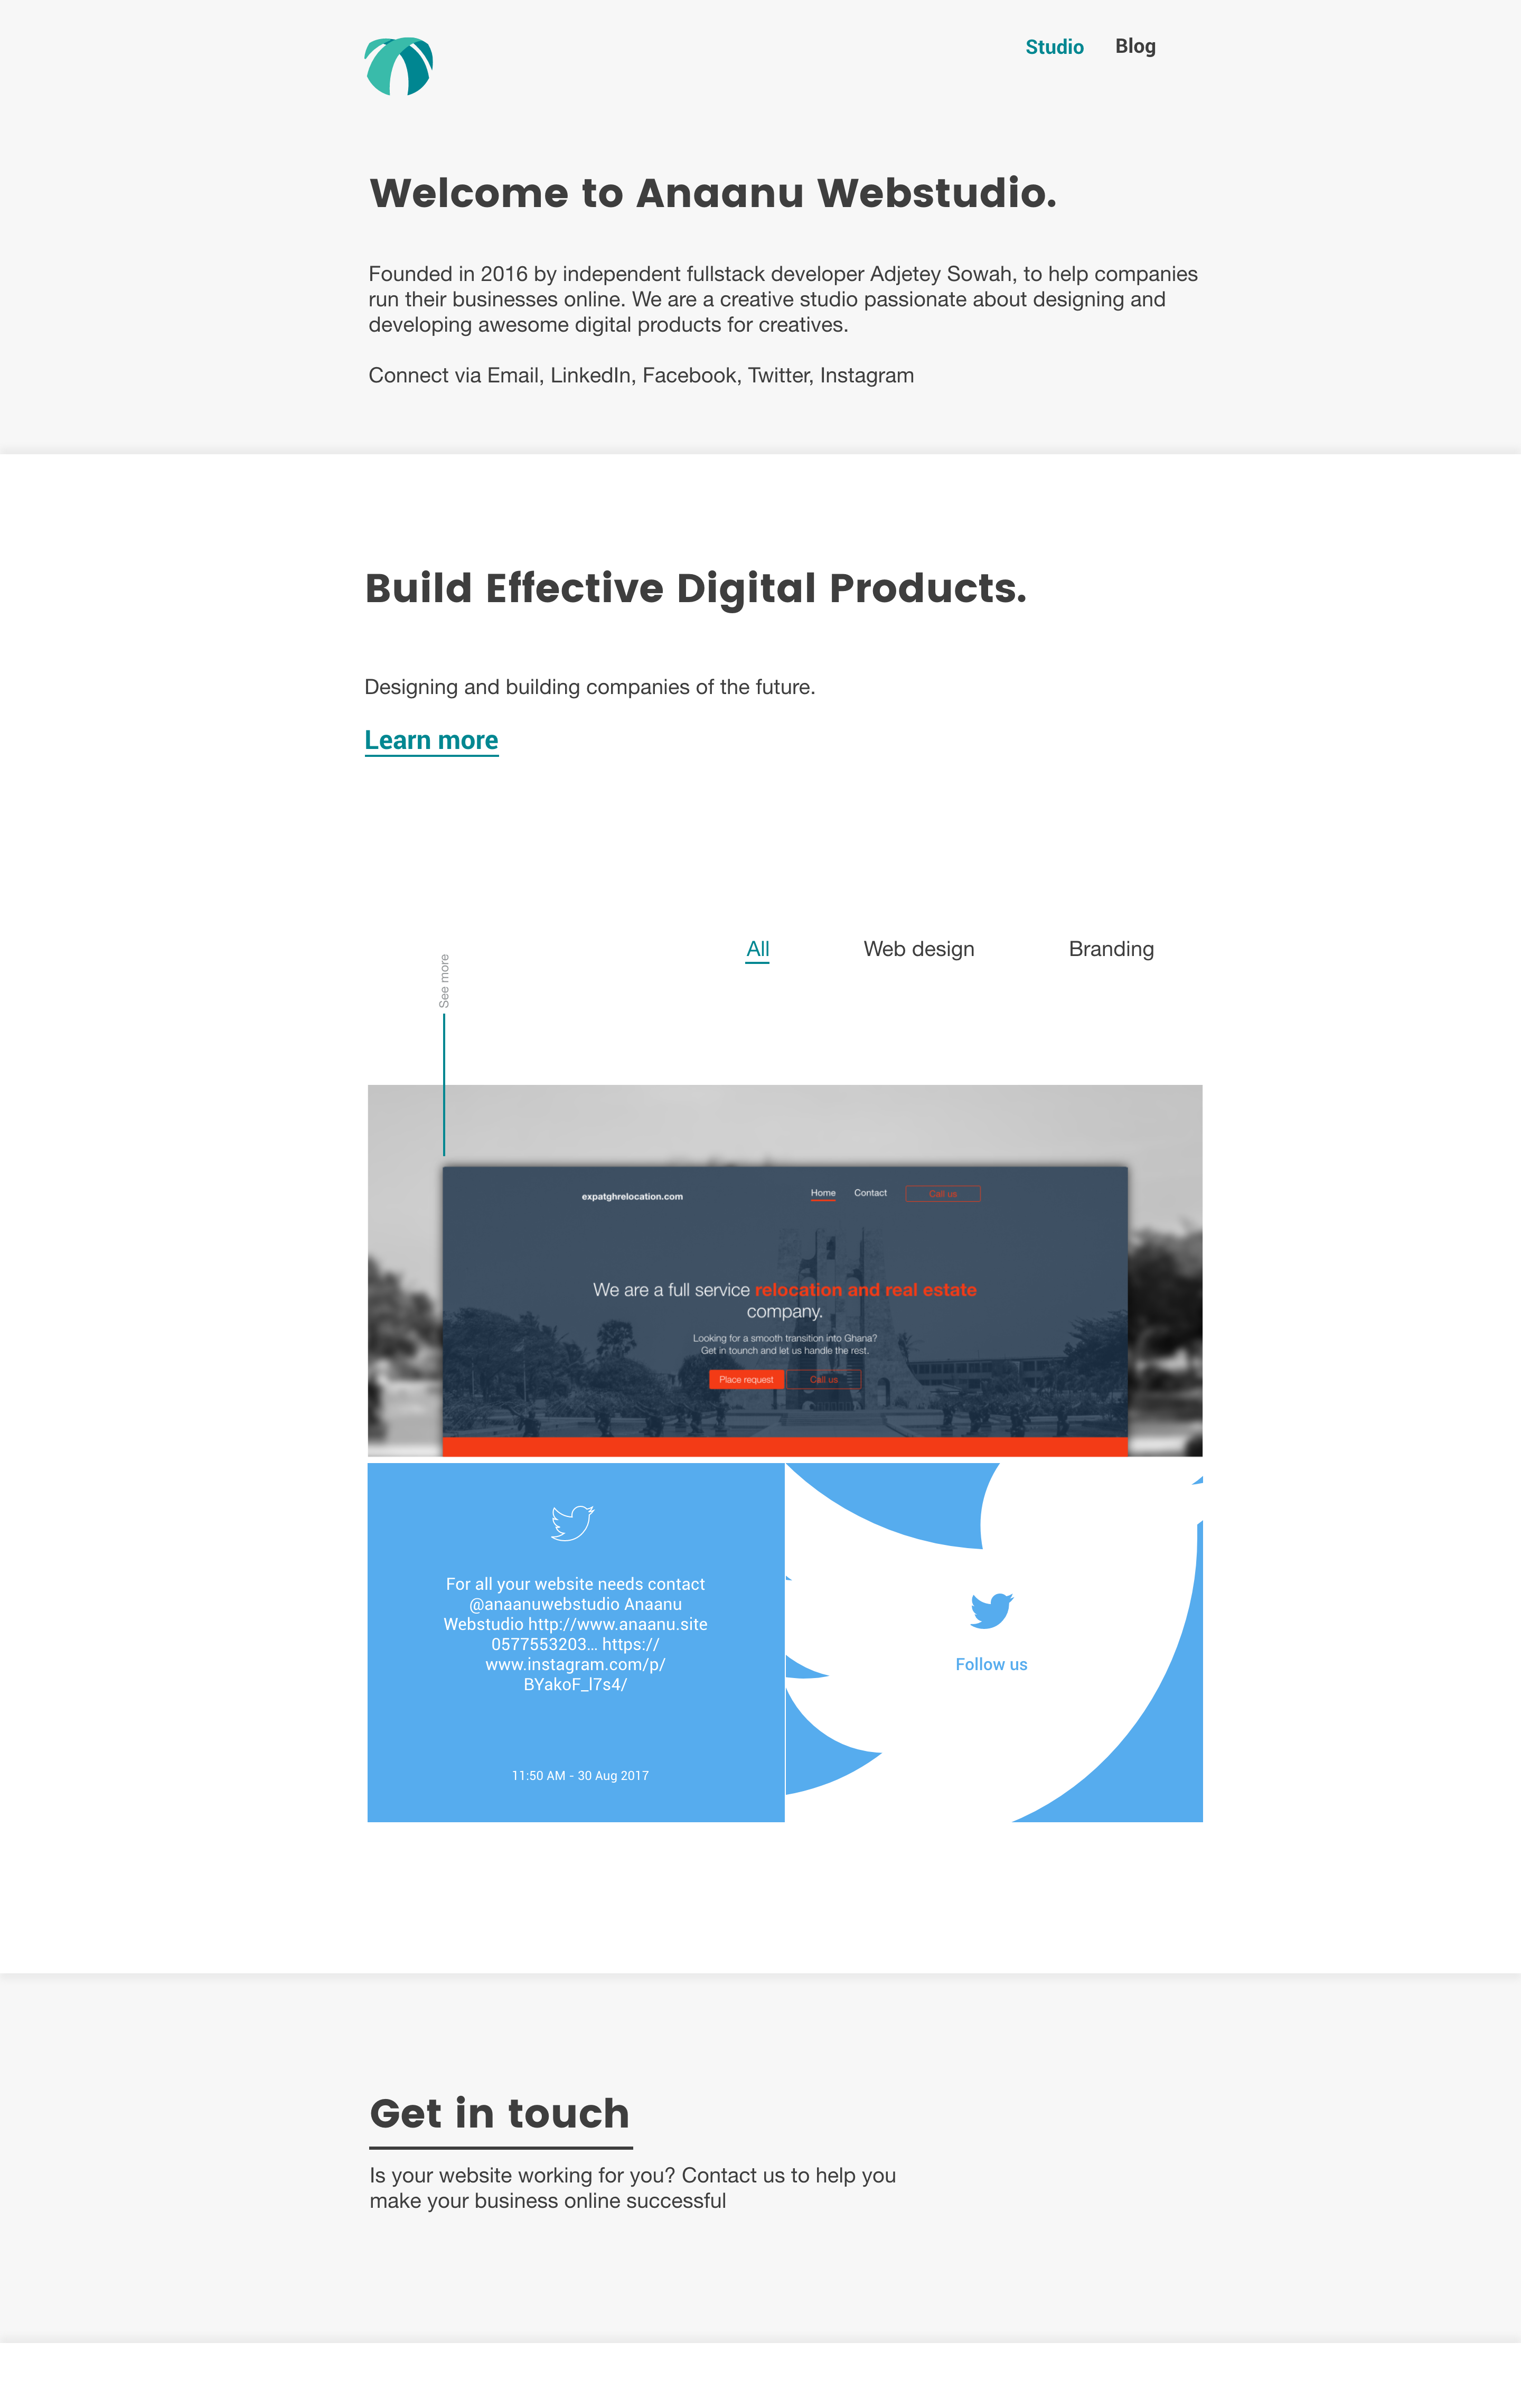 Studio
Blog
Welcome to Anaanu Webstudio.
Founded in 2016 by independent fullstack developer Adjetey Sowah, to help companies
run their businesses online. We are a creative studio passionate about designing and
developing awesome digital products for creatives.
Connect via Email, LinkedIn, Facebook, Twitter, Instagram
Build Effective Digital Products.
Designing and building companies of the future.
Learn more
All
Web design
Branding
See more
expatghrelocation.com
Home
Contact
Call us
We are a full service relocation and real estate
company.
Looking for a smooth transition into Ghana?
Get in tounch and let us handle the rest.
Place request
Call us
For all your website needs contact
@anaanuwebstudio Anaanu
Webstudio http://www.anaanu.site
0577553203… https://
www.instagram.com/p/
BYakoF_l7s4/
11:50 AM - 30 Aug 2017
Follow us
Get in touch
Is your website working for you? Contact us to help you
make your business online successful